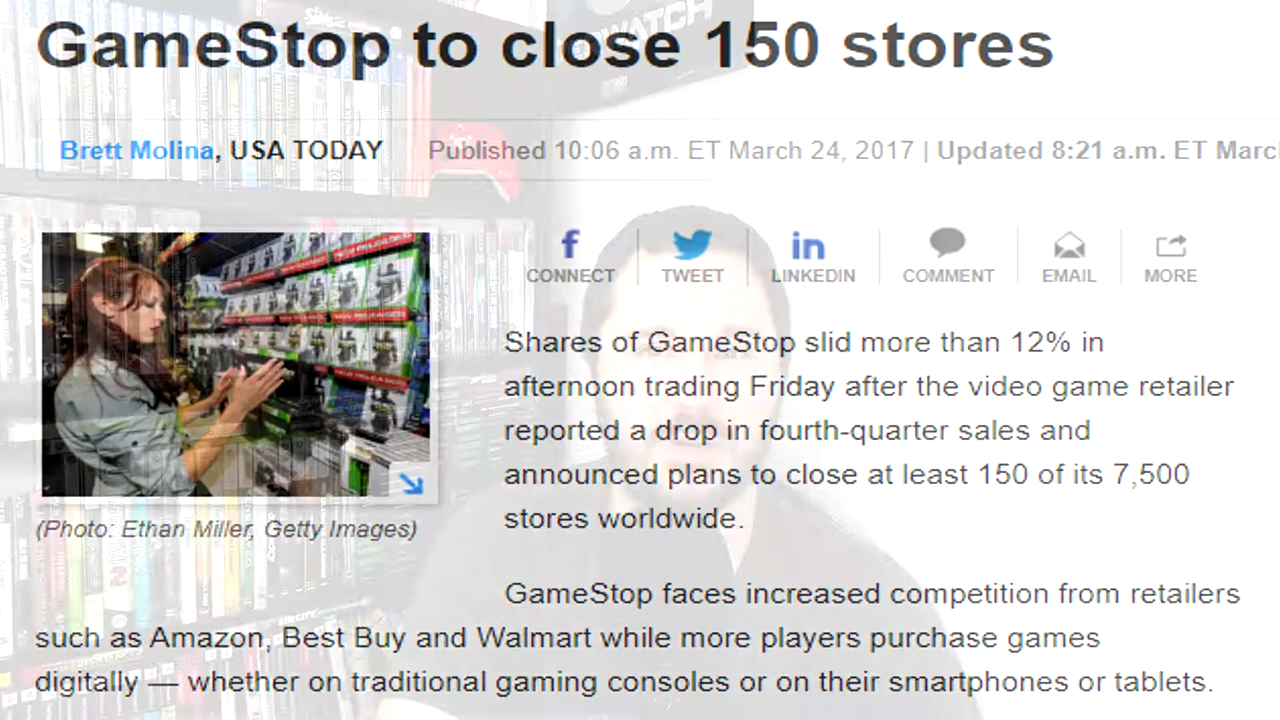 GameStop to close 150 stores
Brett Molina, USA TODAY
Published 10:06 a.m. ET March 24, 2017 | Updated 8:21 a.m. ET
CONNECT
TWEET
LINKEDIN
COMMENT
EMAIL
MORE
Shares of GameStop slid more than 12% in
afternoon trading Friday after the video game retailer
reported a drop in fourth-quarter sales and
announced plans to close at least 150 of its 7,500
stores worldwide.
(Photo: Ethan Miller, Getty Images)
GameStop faces increased competition from retailers
such as Amazon, Best Buy and Walmart while more players purchase games
digitally — whether on traditional gaming consoles or on their smartphones or tablets.